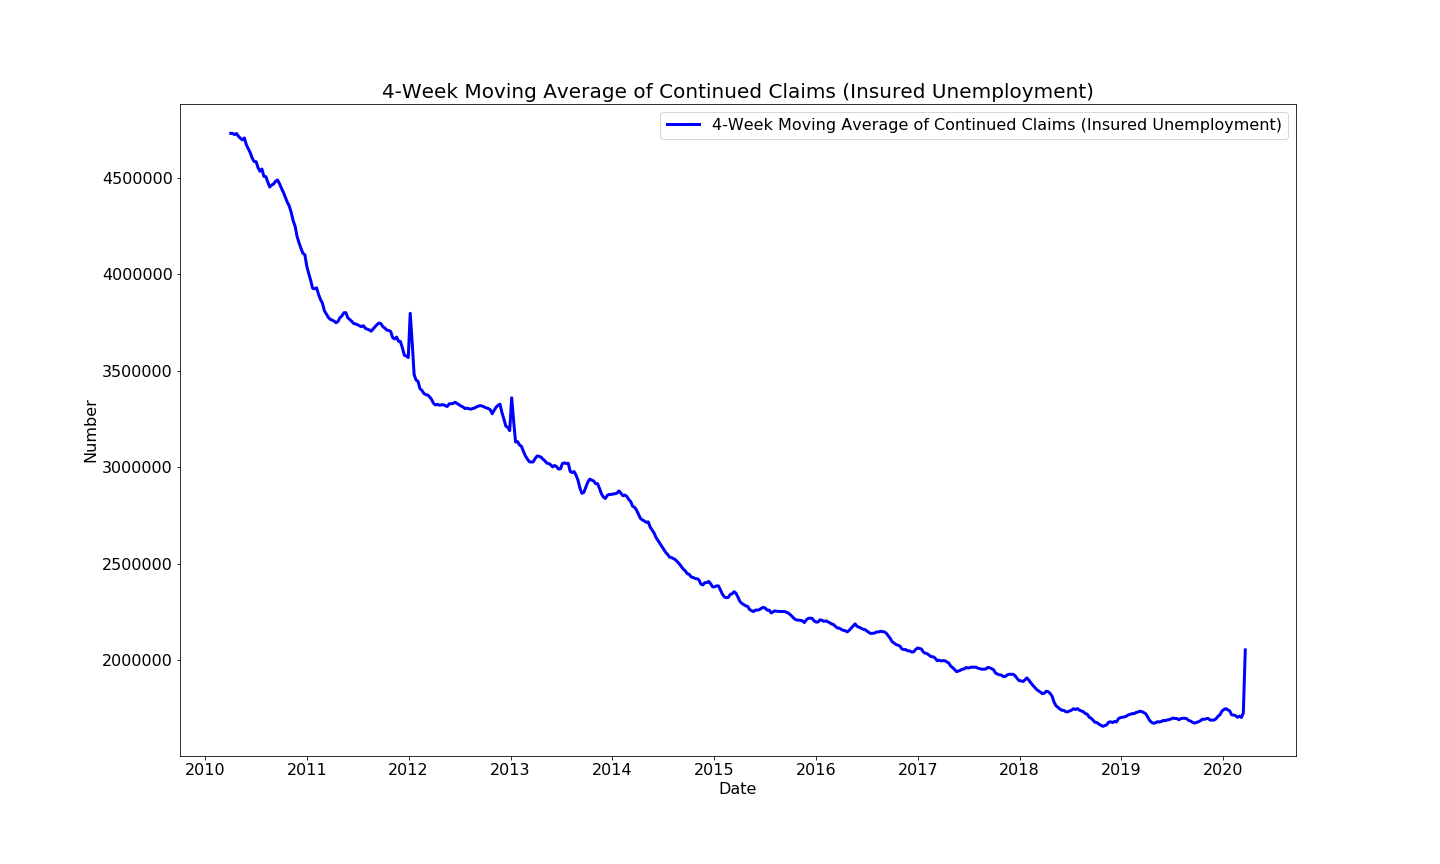 4-Week Moving Average of Continued Claims (Insured Unemployment)
4-Week Moving Average of Continued Claims (Insured Unemployment)
4500000
4000000
3500000
3000000
2500000
2000000
Number
2010 2011 2012 2013 2014 2015 2016 2017 2018 2019 2020
Date